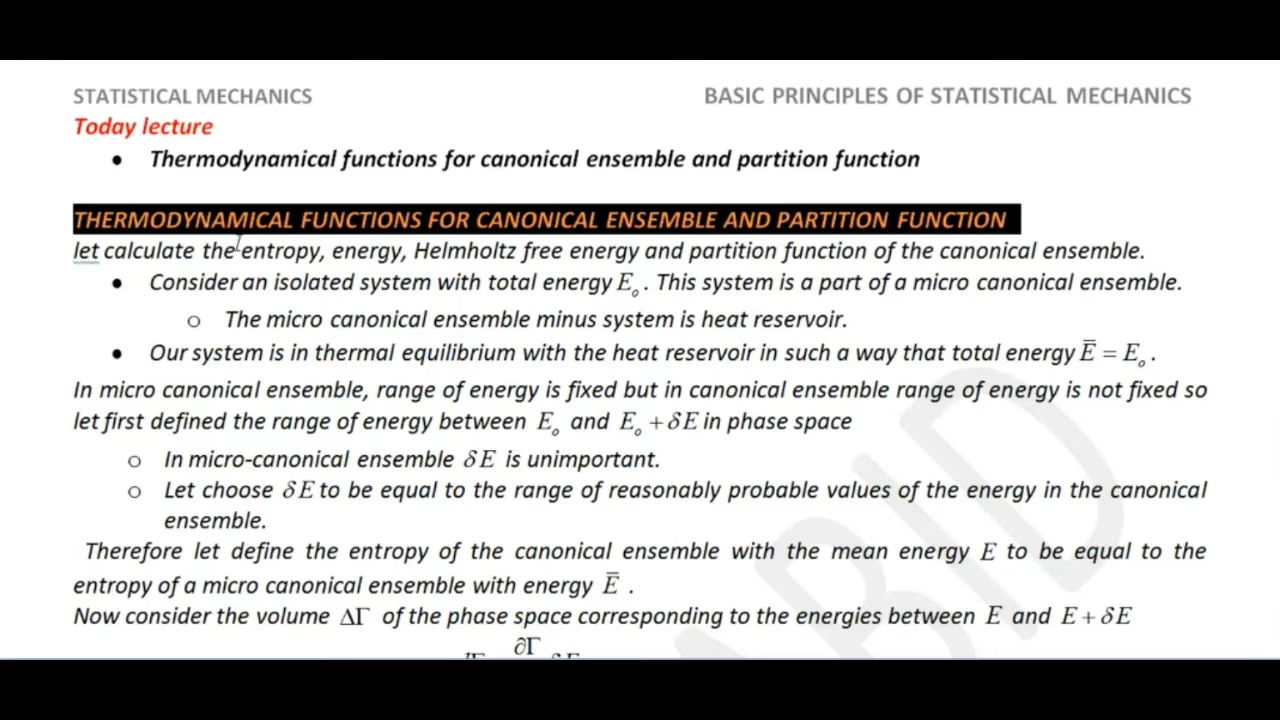 STATISTICAL MECHANICS BASIC PRINCIPLES OF STATISTICAL MECHANICS
Today lecture
• Thermodynamical functions for canonical ensemble and partition function
THERMODYNAMICAL FUNCTIONS FOR CANONICAL ENSEMBLE AND PARTITION FUNCTION
let calculate the entropy, energy, Helmholtz free energy and partition function of the canonical ensemble.
• Consider an isolated system with total energy Eₒ. This system is a part of a micro canonical ensemble.
o The micro canonical ensemble minus system is heat reservoir.
• Our system is in thermal equilibrium with the heat reservoir in such a way that total energy E̅ = Eₒ.
In micro canonical ensemble, range of energy is fixed but in canonical ensemble range of energy is not fixed so
let first defined the range of energy between Eₒ and Eₒ + δE in phase space
o In micro-canonical ensemble δE is unimportant.
o Let choose δE to be equal to the range of reasonably probable values of the energy in the canonical
ensemble.
Therefore let define the entropy of the canonical ensemble with the mean energy E to be equal to the
entropy of a micro canonical ensemble with energy E̅ .
Now consider the volume ΔΓ of the phase space corresponding to the energies between E and E + δE
∂Γ